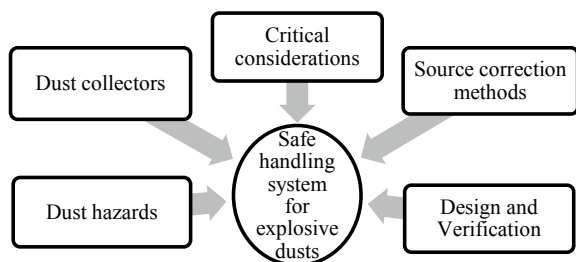 Critical
considerations
Dust collectors
Source correction
methods
Safe
handling
system
for
explosive
dusts
Dust hazards
Design and
Verification